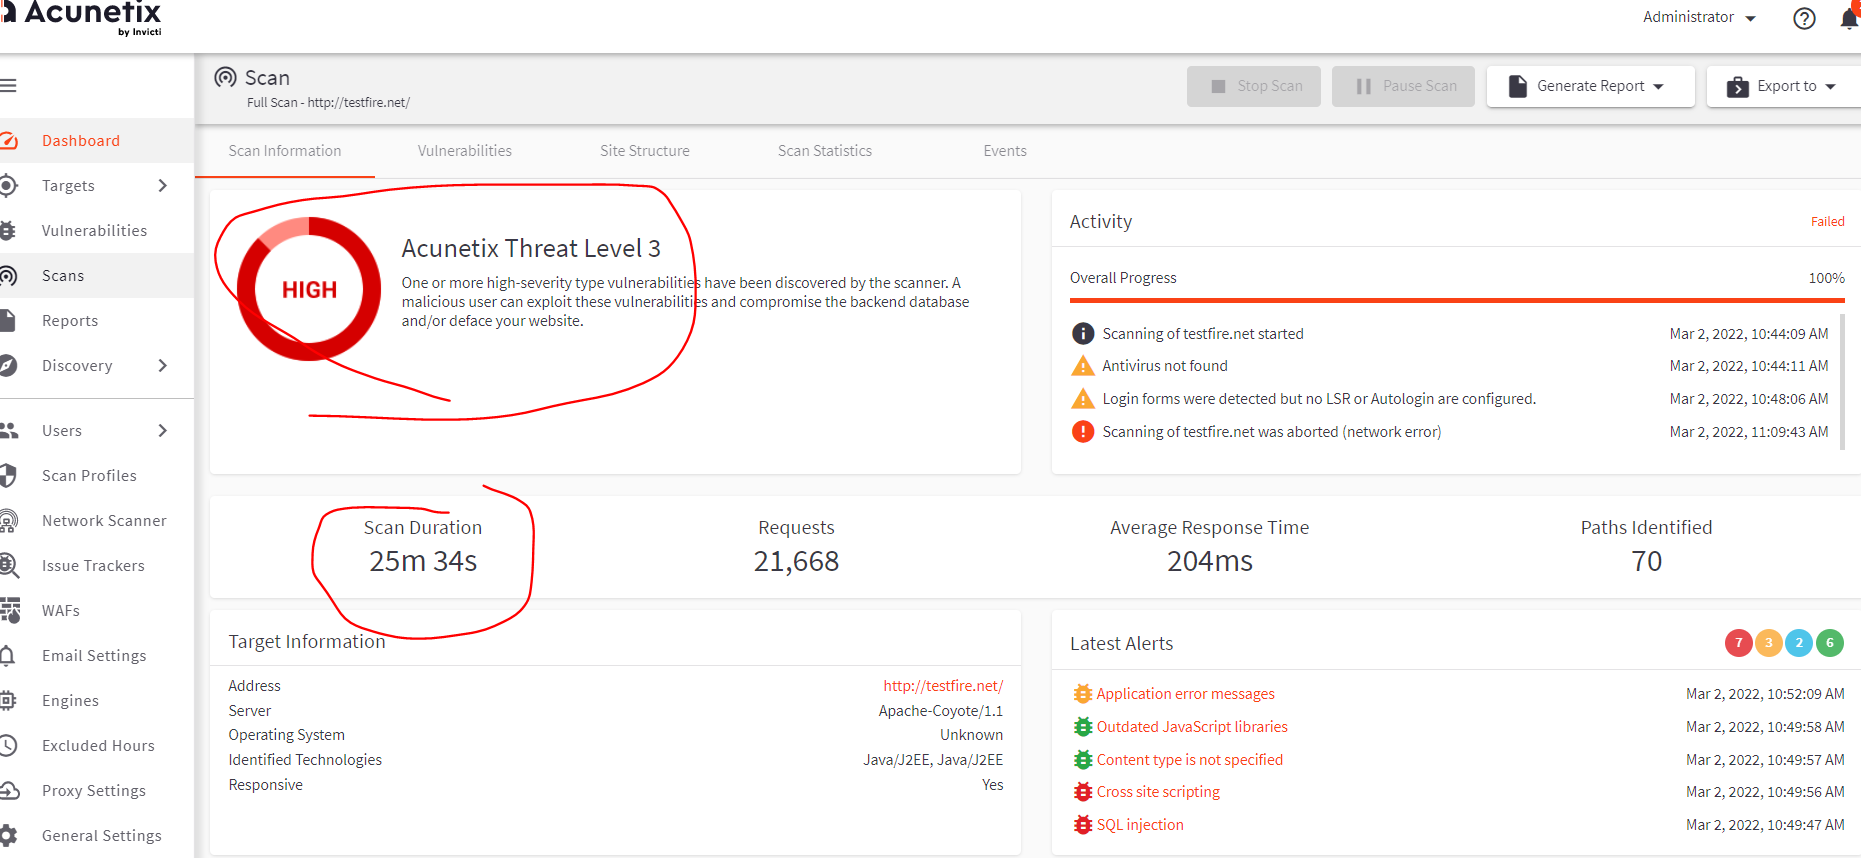 Acunetix
by Invicti
Administrator
Scan
Full Scan - http://testfire.net/
Stop Scan
Pause Scan
Generate Report
Export to
Dashboard
Targets
Vulnerabilities
Scans
Reports
Discovery
Users
Scan Profiles
Network Scanner
Issue Trackers
WAFs
Email Settings
Engines
Excluded Hours
Proxy Settings
General Settings
Scan Information Vulnerabilities Site Structure Scan Statistics Events
HIGH
Acunetix Threat Level 3
One or more high-severity type vulnerabilities have been discovered by the scanner. A
malicious user can exploit these vulnerabilities and compromise the backend database
and/or deface your website.
Activity Failed
Overall Progress 100%
Scanning of testfire.net started Mar 2, 2022, 10:44:09 AM
Antivirus not found Mar 2, 2022, 10:44:11 AM
Login forms were detected but no LSR or Autologin are configured. Mar 2, 2022, 10:48:06 AM
Scanning of testfire.net was aborted (network error) Mar 2, 2022, 11:09:43 AM
Scan Duration Requests Average Response Time Paths Identified
25m 34s 21,668 204ms 70
Target Information
Address http://testfire.net/
Server Apache-Coyote/1.1
Operating System Unknown
Identified Technologies Java/J2EE, Java/J2EE
Responsive Yes
Latest Alerts 7 3 2 6
Application error messages Mar 2, 2022, 10:52:09 AM
Outdated JavaScript libraries Mar 2, 2022, 10:49:58 AM
Content type is not specified Mar 2, 2022, 10:49:57 AM
Cross site scripting Mar 2, 2022, 10:49:56 AM
SQL injection Mar 2, 2022, 10:49:47 AM